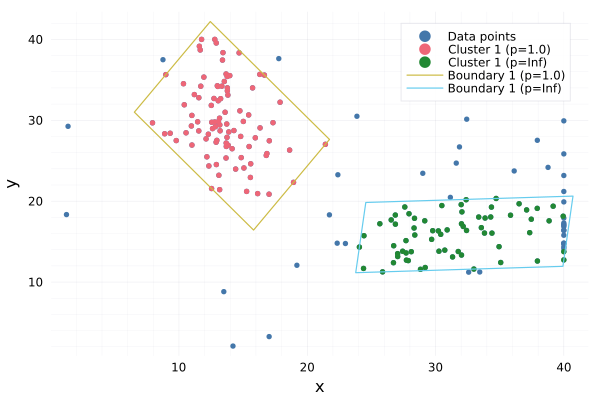 40
30
20
10
y
10
20
30
40
x
Data points
Cluster 1 (p=1.0)
Cluster 1 (p=Inf)
Boundary 1 (p=1.0)
Boundary 1 (p=Inf)